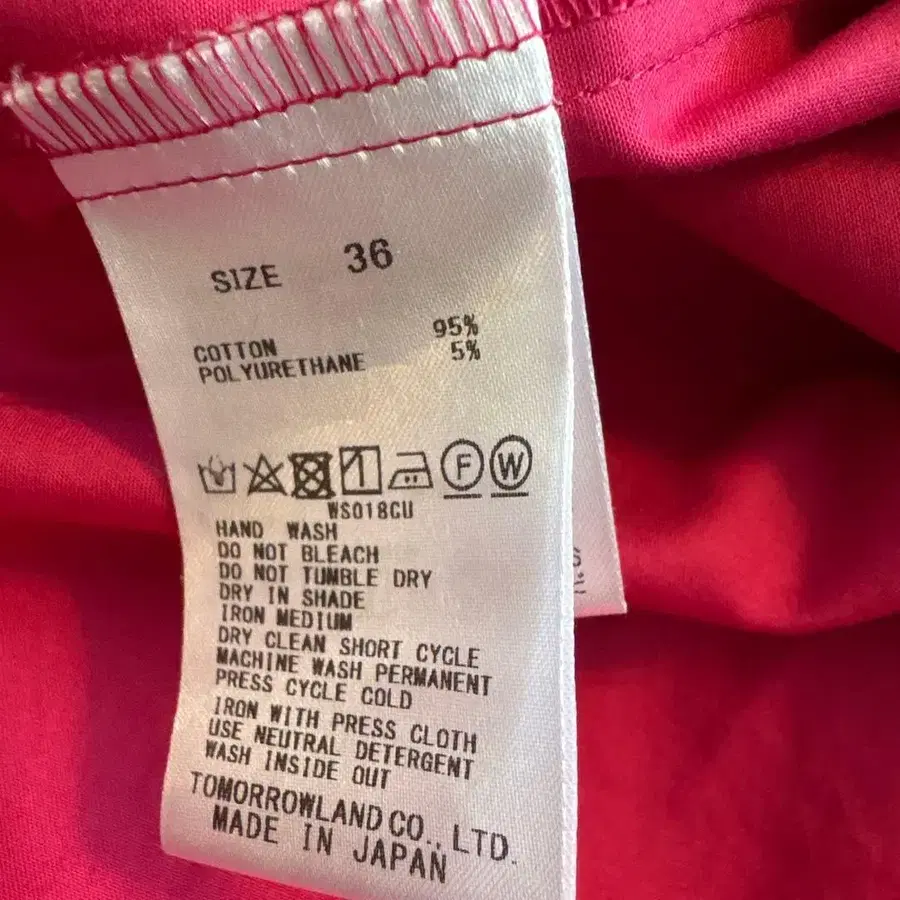 SIZE 36
COTTON 95%
POLYURETHANE 5%
F W
WS018CU
HAND WASH
DO NOT BLEACH
DO NOT TUMBLE DRY
DRY IN SHADE
IRON MEDIUM
DRY CLEAN SHORT CYCLE
MACHINE WASH PERMANENT
PRESS CYCLE COLD
IRON WITH PRESS CLOTH
USE NEUTRAL DETERGENT
WASH INSIDE OUT
TOMORROWLAND CO., LTD.
MADE IN JAPAN